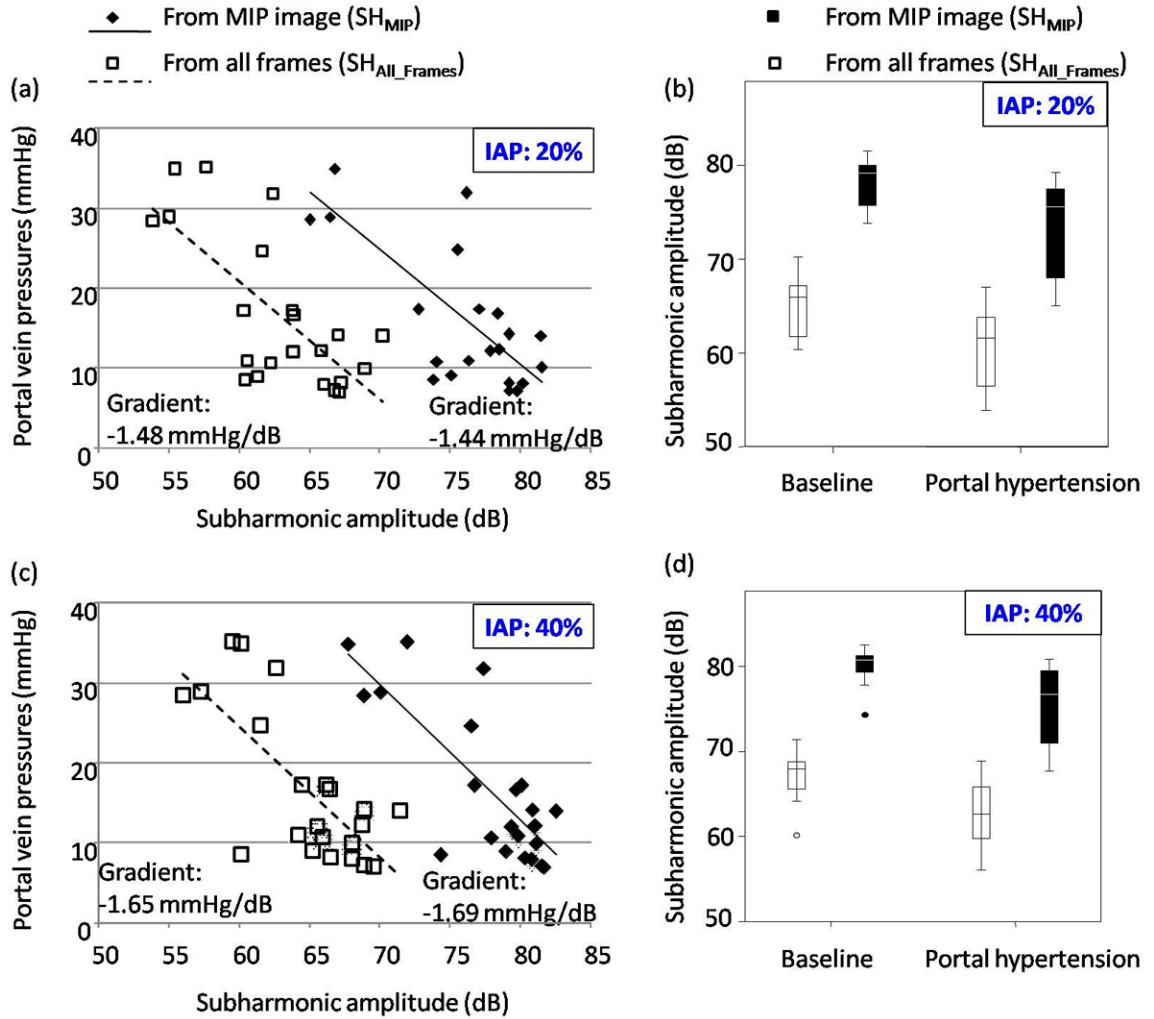 From MIP image (SHMIP)
From all frames (SHAll_Frames)
From MIP image (SHMIP)
From all frames (SHAll_Frames)
(a)
IAP: 20%
Portal vein pressures (mmHg)
40
30
20
10
0
Gradient:
-1.48 mmHg/dB
Gradient:
-1.44 mmHg/dB
50 55 60 65 70 75 80 85
Subharmonic amplitude (dB)
(b)
IAP: 20%
Subharmonic amplitude (dB)
80
70
60
50
Baseline Portal hypertension
(c)
IAP: 40%
Portal vein pressures (mmHg)
40
30
20
10
0
Gradient:
-1.65 mmHg/dB
Gradient:
-1.69 mmHg/dB
50 55 60 65 70 75 80 85
Subharmonic amplitude (dB)
(d)
IAP: 40%
Subharmonic amplitude (dB)
80
70
60
50
Baseline Portal hypertension